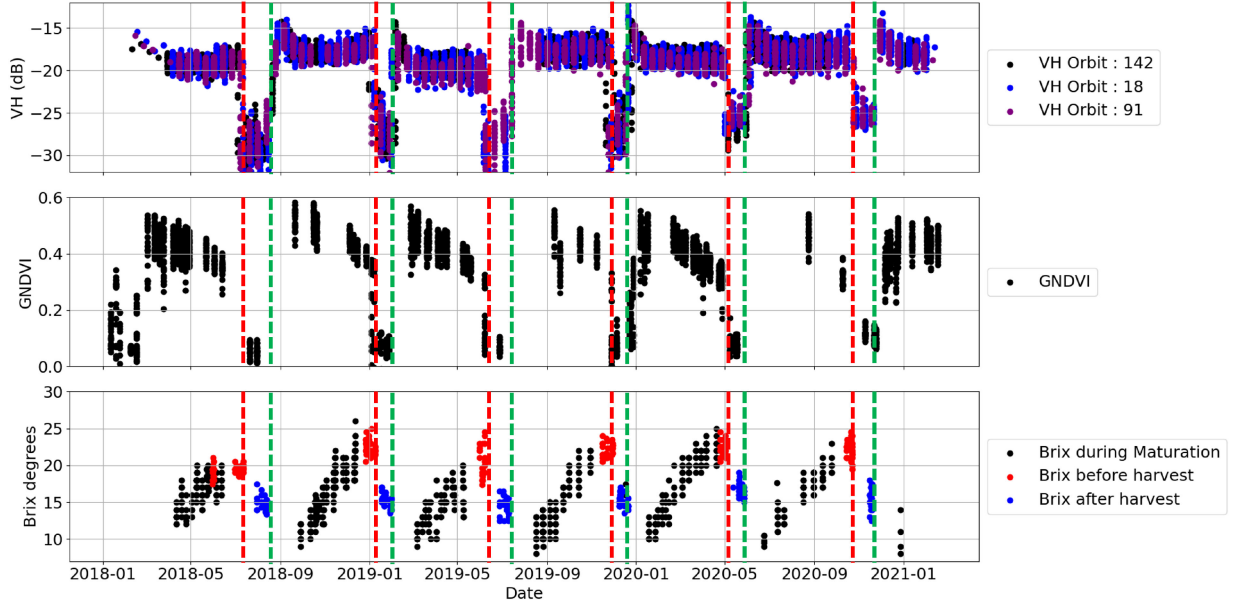 −15
−20
−25
−30
VH (dB)
VH Orbit : 142
VH Orbit : 18
VH Orbit : 91
0.6
0.4
0.2
0.0
GNDVI
GNDVI
30
25
20
15
10
Brix degrees
Brix during Maturation
Brix before harvest
Brix after harvest
2018-01 2018-05 2018-09 2019-01 2019-05 2019-09 2020-01 2020-05 2020-09 2021-01
Date